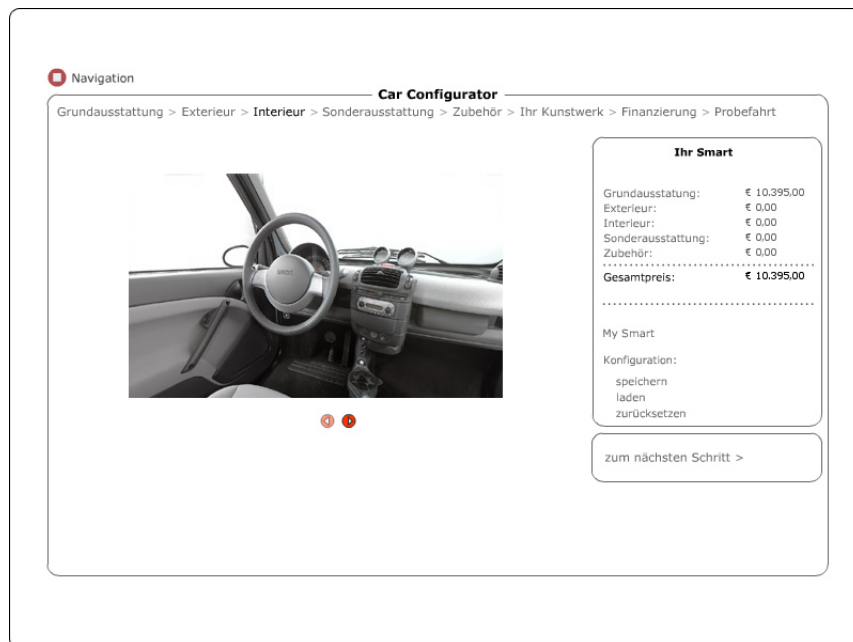 Navigation
Car Configurator
Grundausstattung > Exterieur > Interieur > Sonderausstattung > Zubehör > Ihr Kunstwerk > Finanzierung > Probefahrt
Ihr Smart
Grundausstatung: € 10.395,00
Exterieur: € 0,00
Interieur: € 0,00
Sonderausstattung: € 0,00
Zubehör: € 0,00
Gesamtpreis: € 10.395,00
My Smart
Konfiguration:
speichern
laden
zurücksetzen
zum nächsten Schritt >